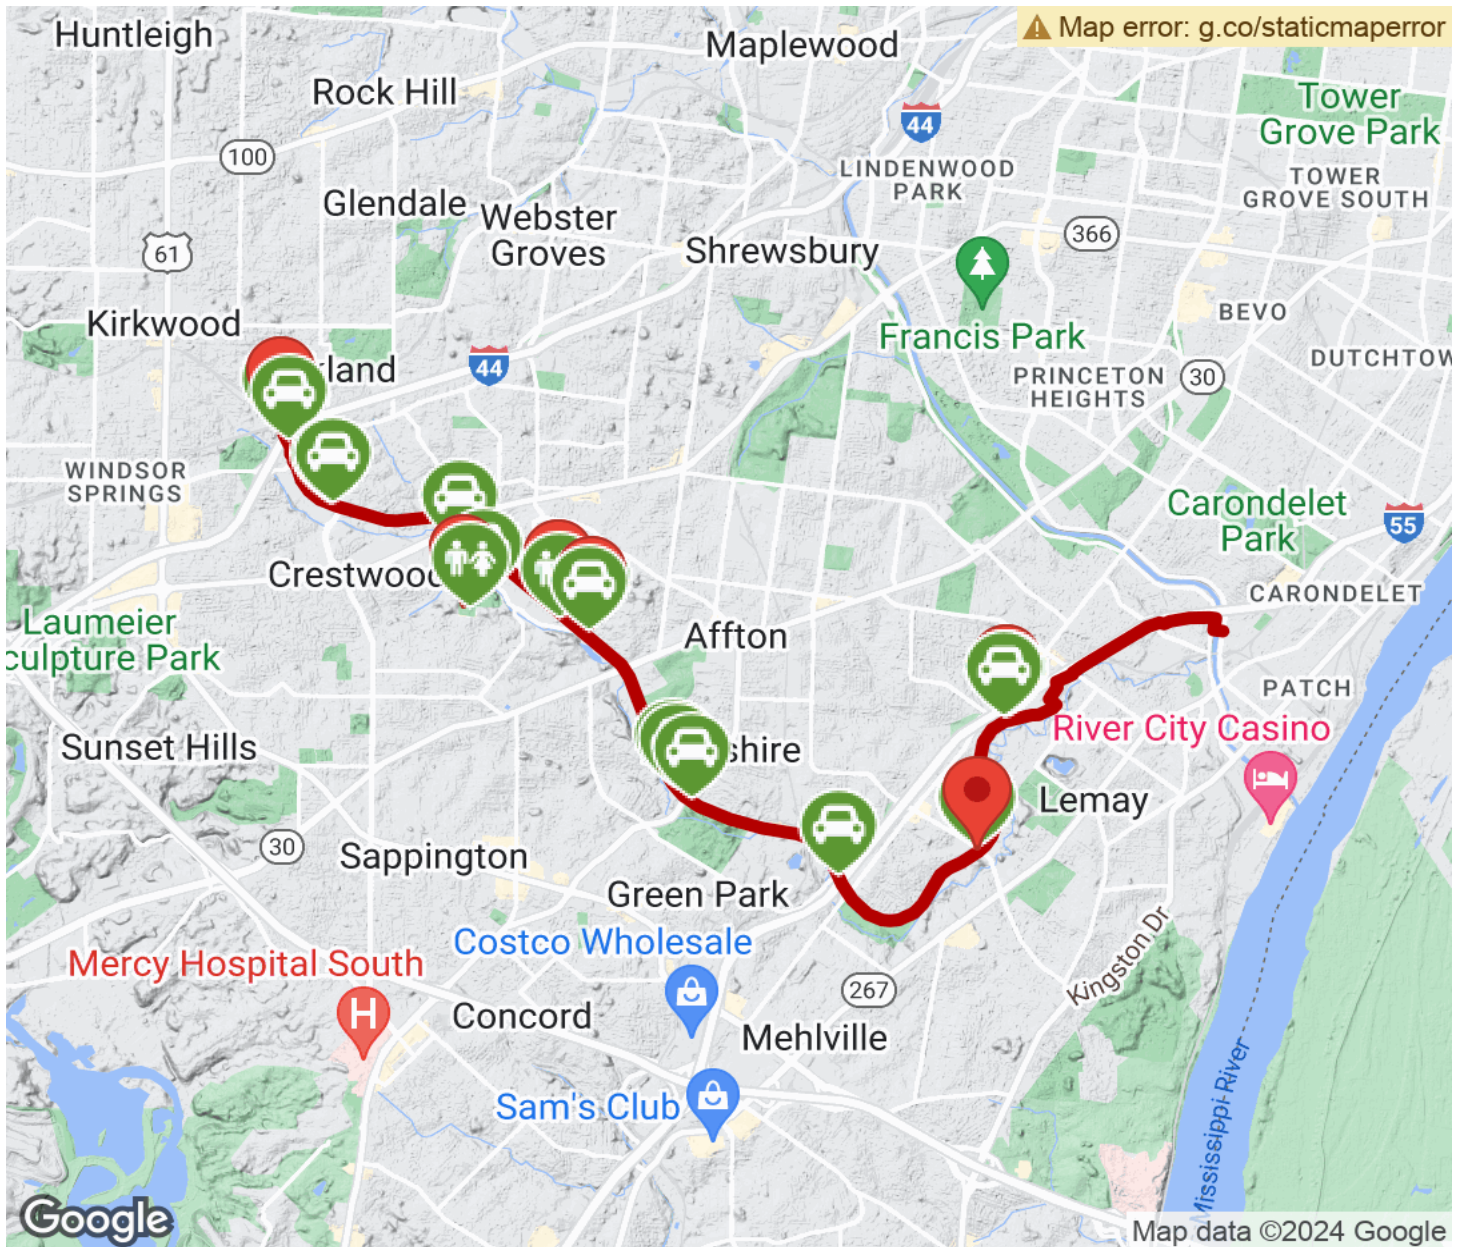 Huntleigh
Maplewood
Map error: g.co/staticmaperror
Rock Hill
Tower
Grove Park
44
100
LINDENWOOD
PARK
TOWER
GROVE SOUTH
Glendale
Webster
Groves
61
Shrewsbury
366
Kirkwood
Francis Park
BEVO
rland
44
DUTCHTOW
PRINCETON
HEIGHTS
30
WINDSOR
SPRINGS
Carondelet
Park
55
Crestwood
CARONDELET
Laumeier
culpture Park
Affton
PATCH
River City Casino
Sunset Hills
shire
Lemay
30
Sappington
Green Park
Costco Wholesale
Mercy Hospital South
H
267
Kingston Dr
Concord
Mehlville
Sam's Club
Mississippi River
Google
Map data ©2024 Google